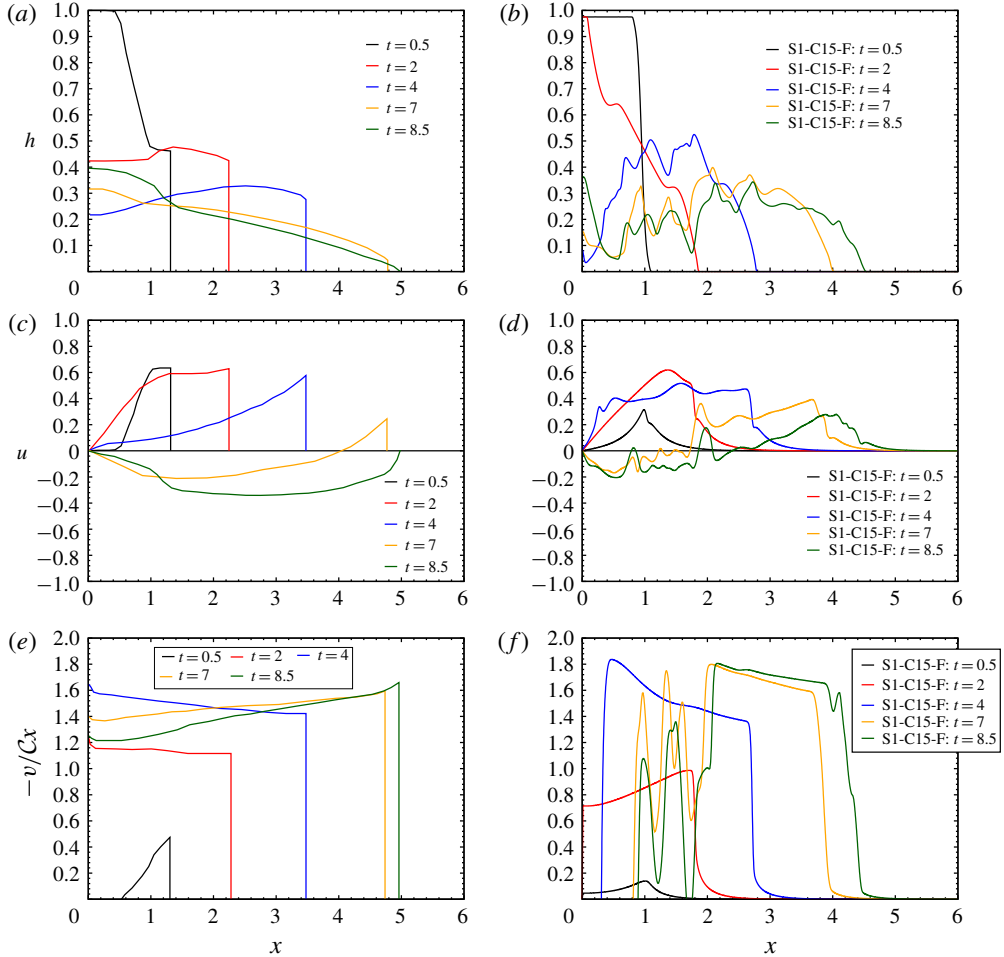 (a)
1.0
0.9
0.8
0.7
0.6
h
0.5
0.4
0.3
0.2
0.1
0 1 2 3 4 5 6
t = 0.5
t = 2
t = 4
t = 7
t = 8.5
(b)
1.0
0.9
0.8
0.7
0.6
0.5
0.4
0.3
0.2
0.1
0 1 2 3 4 5 6
S1-C15-F: t = 0.5
S1-C15-F: t = 2
S1-C15-F: t = 4
S1-C15-F: t = 7
S1-C15-F: t = 8.5
(c)
1.0
0.8
0.6
0.4
0.2
u 0
−0.2
−0.4
−0.6
−0.8
−1.0
0 1 2 3 4 5 6
t = 0.5
t = 2
t = 4
t = 7
t = 8.5
(d)
1.0
0.8
0.6
0.4
0.2
0
−0.2
−0.4
−0.6
−0.8
−1.0
0 1 2 3 4 5 6
S1-C15-F: t = 0.5
S1-C15-F: t = 2
S1-C15-F: t = 4
S1-C15-F: t = 7
S1-C15-F: t = 8.5
(e)
2.0
1.8
1.6
1.4
1.2
−v/Cx
1.0
0.8
0.6
0.4
0.2
0 1 2 3 4 5 6
x
t = 0.5 t = 2 t = 4
t = 7 t = 8.5
(f)
2.0
1.8
1.6
1.4
1.2
1.0
0.8
0.6
0.4
0.2
0 1 2 3 4 5 6
x
S1-C15-F: t = 0.5
S1-C15-F: t = 2
S1-C15-F: t = 4
S1-C15-F: t = 7
S1-C15-F: t = 8.5